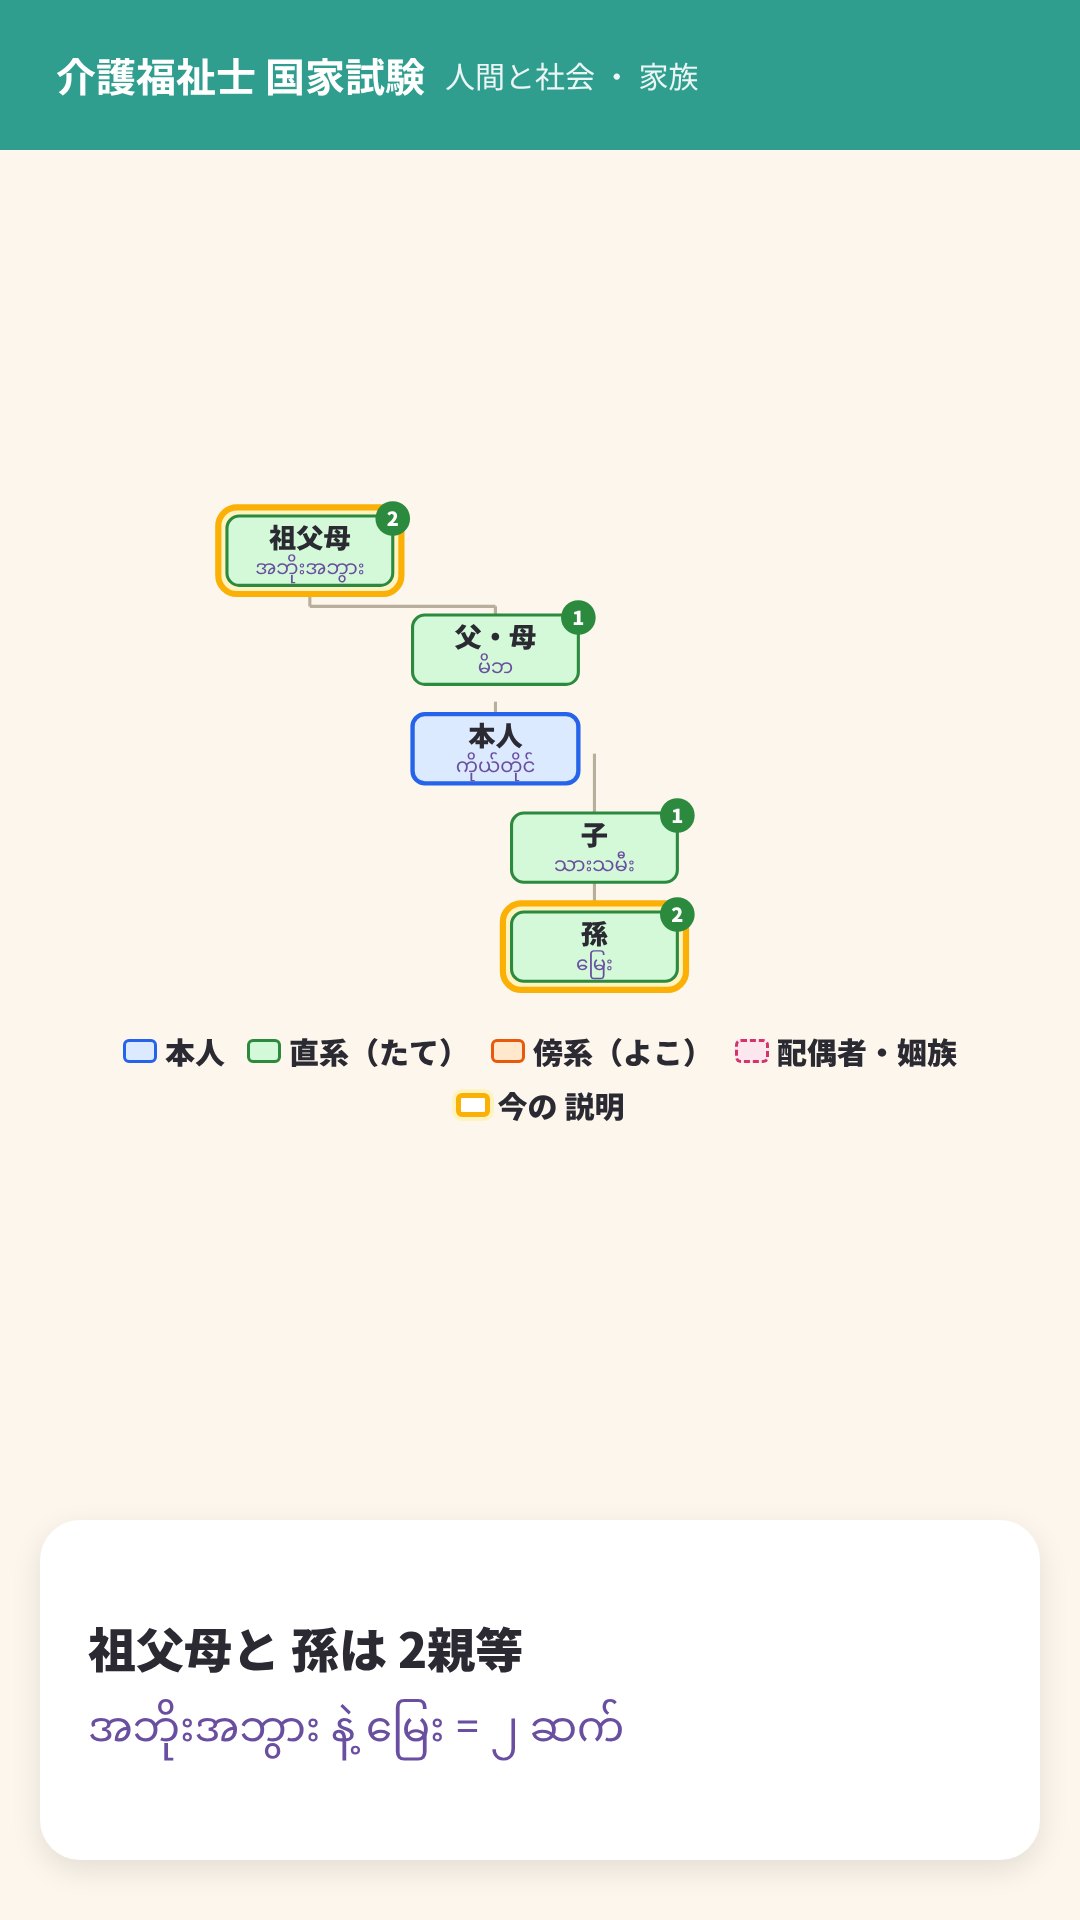 介護福祉士 国家試験 人間と社会 ・ 家族
祖父母
2
အဘိုးအဘွား
父・母
1
မိဘ
本人
ကိုယ်တိုင်
子
1
သားသမီး
孫
2
မြေး
本人 直系（たて） 傍系（よこ） 配偶者・姻族
今の 説明
祖父母と 孫は 2親等
အဘိုးအဘွား နဲ့ မြေး = ၂ ဆက်